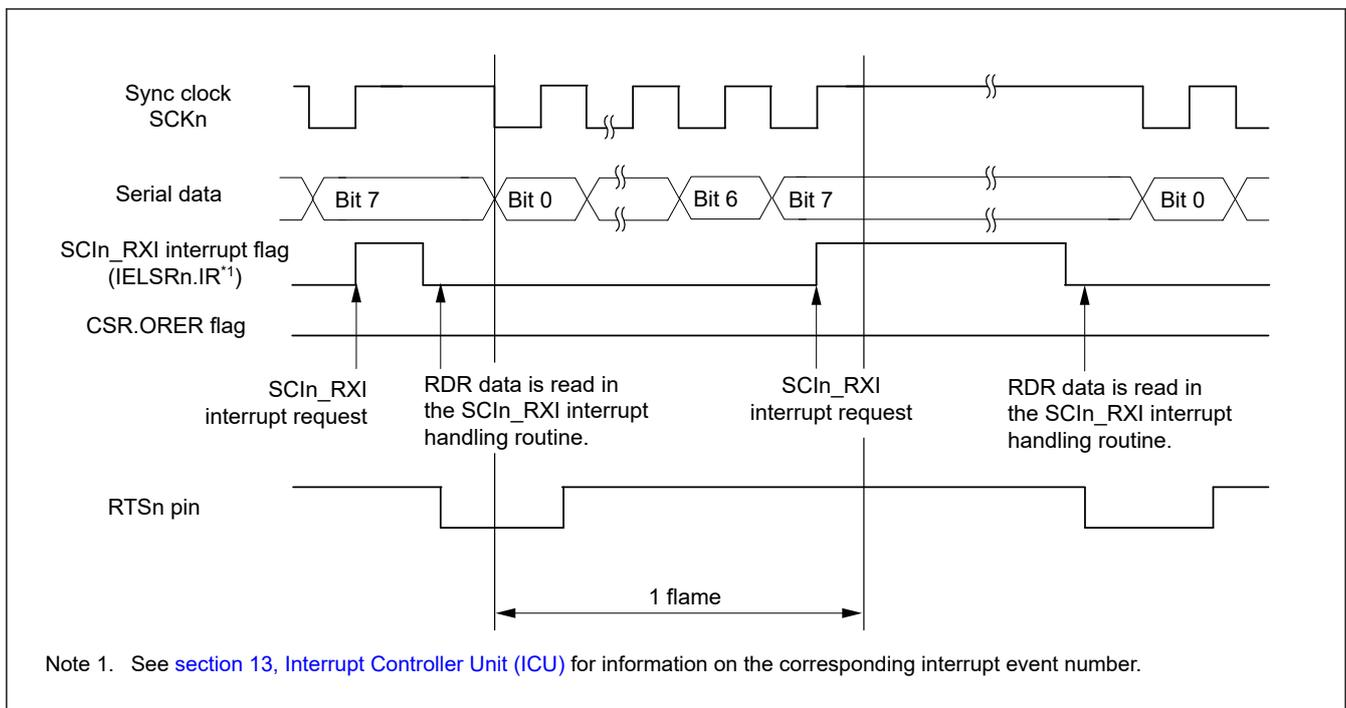 Sync clock
SCKn
Serial data
Bit 7
Bit 0
Bit 6
Bit 7
Bit 0
SCIn_RXI interrupt flag
(IELSRn.IR*1)
CSR.ORER flag
SCIn_RXI
interrupt request
RDR data is read in
the SCIn_RXI interrupt
handling routine.
SCIn_RXI
interrupt request
RDR data is read in
the SCIn_RXI interrupt
handling routine.
RTSn pin
1 flame
Note 1. See section 13, Interrupt Controller Unit (ICU) for information on the corresponding interrupt event number.